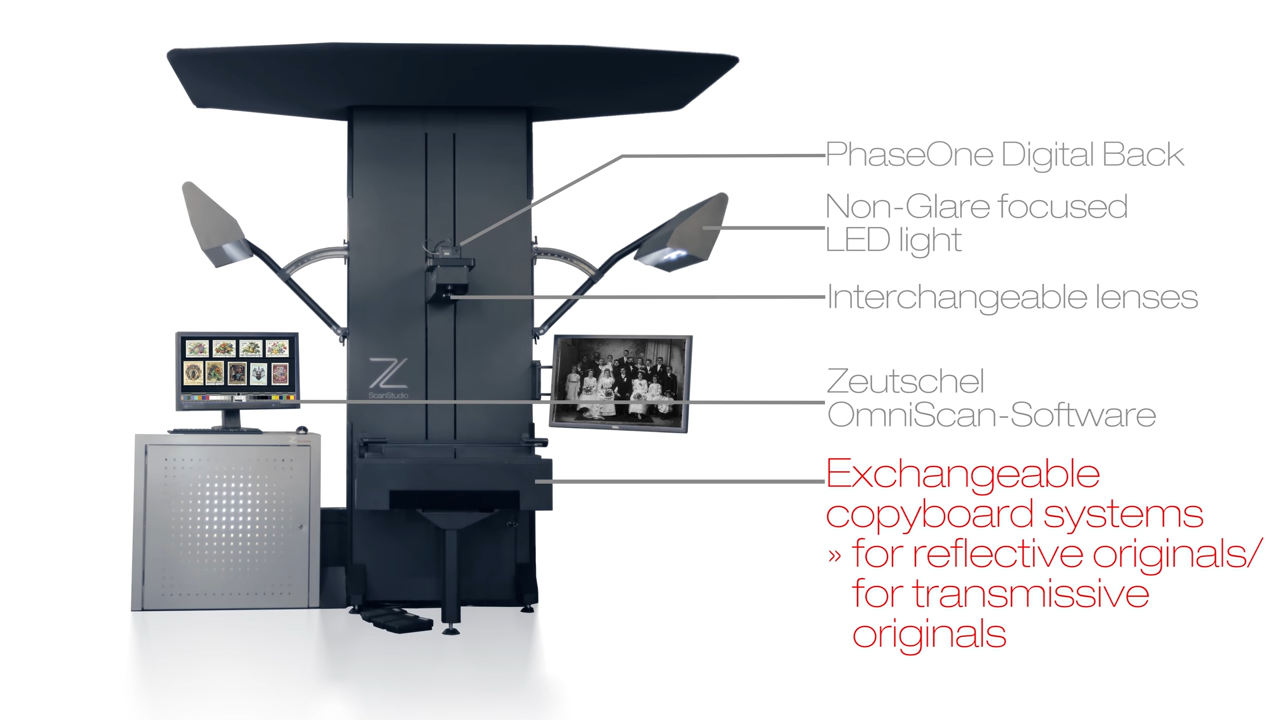 PhaseOne Digital Back
Non-Glare focused
LED light
Interchangeable lenses
ScanStudio
Zeutschel
OmniScan-Software
Exchangeable
copyboard systems
» for reflective originals/
for transmissive
originals